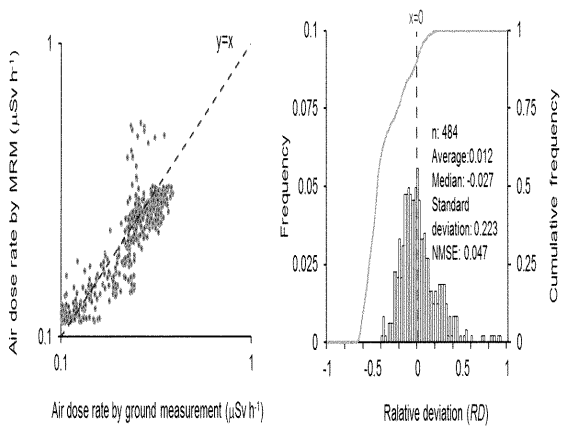 Air dose rate by MRM (μSv h⁻¹)
1
0.1
y=x
0.1
1
Air dose rate by ground measurement (μSv h⁻¹)
x=0
Frequency
0.1
0.075
0.05
0.025
0
1
0.75
0.5
0.25
0
Cumulative frequency
n: 484
Average:0.012
Median: -0.027
Standard
deviation: 0.223
NMSE: 0.047
-1
-0.5
0
0.5
1
Ralative deviation (RD)